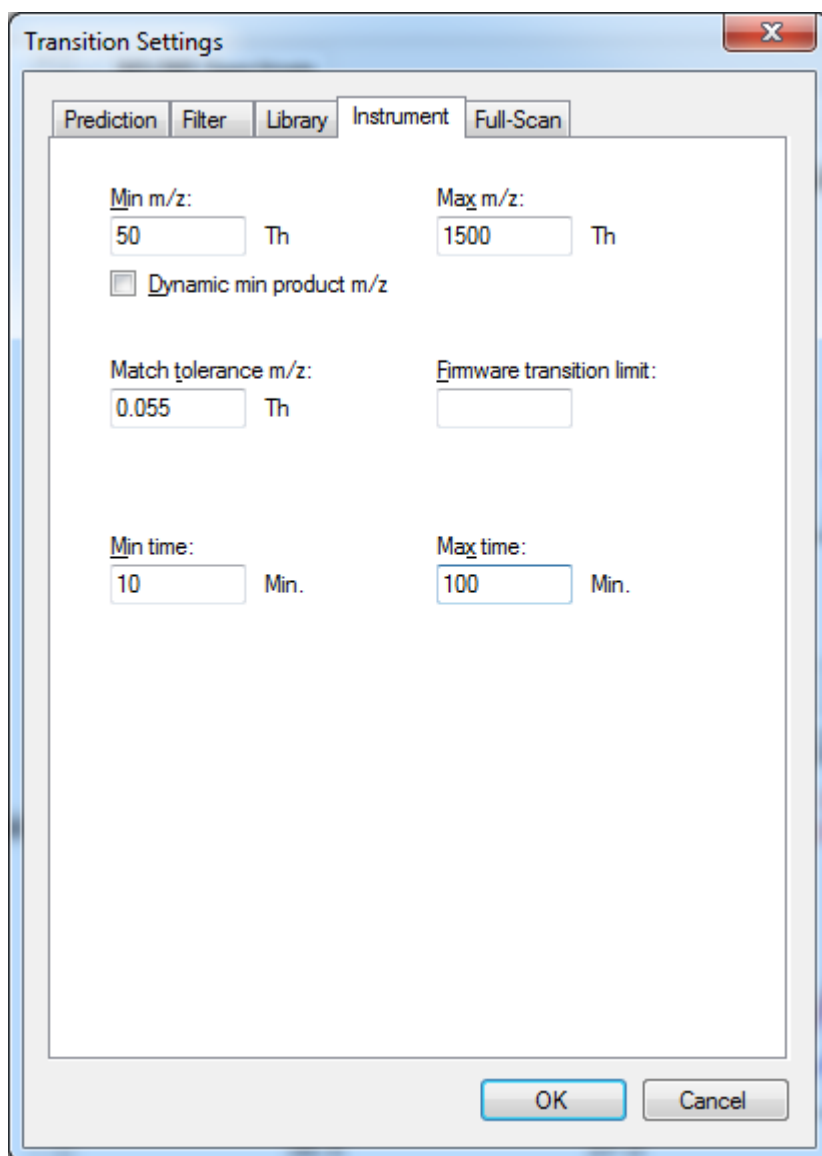 Transition Settings
Prediction Filter Library Instrument Full-Scan
Min m/z: Max m/z:
50 Th 1500 Th
Dynamic min product m/z
Match tolerance m/z: Firmware transition limit:
0.055 Th
Min time: Max time:
10 Min. 100 Min.
OK Cancel